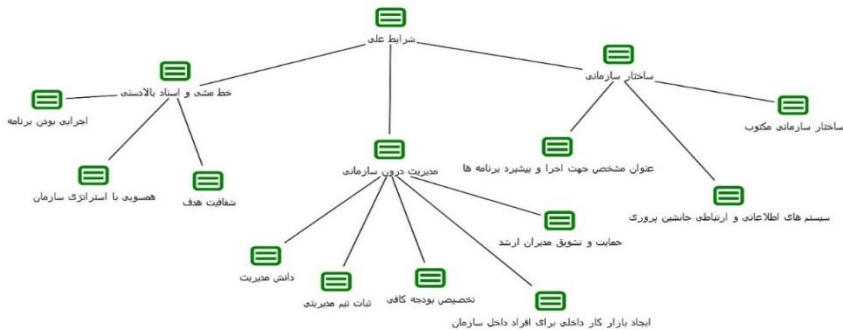 شرایط علی
ساختار سازمانی
خط مشی و اسناد بالادستی
ساختار سازمانی مکتوب
اجرایی بودن برنامه
مدیریت درون سازمانی
عنوان مشخص جهت اجرا و پیشبرد برنامه ها
همسویی با استراتژی سازمان
شفافیت هدف
سیستم های اطلاعاتی و ارتباطی جانشین پروری
حمایت و تشویق مدیران ارشد
دانش مدیریت
ثبات تیم مدیریتی
تخصیص بودجه کافی
ایجاد بازار کار داخلی برای افراد داخل سازمان